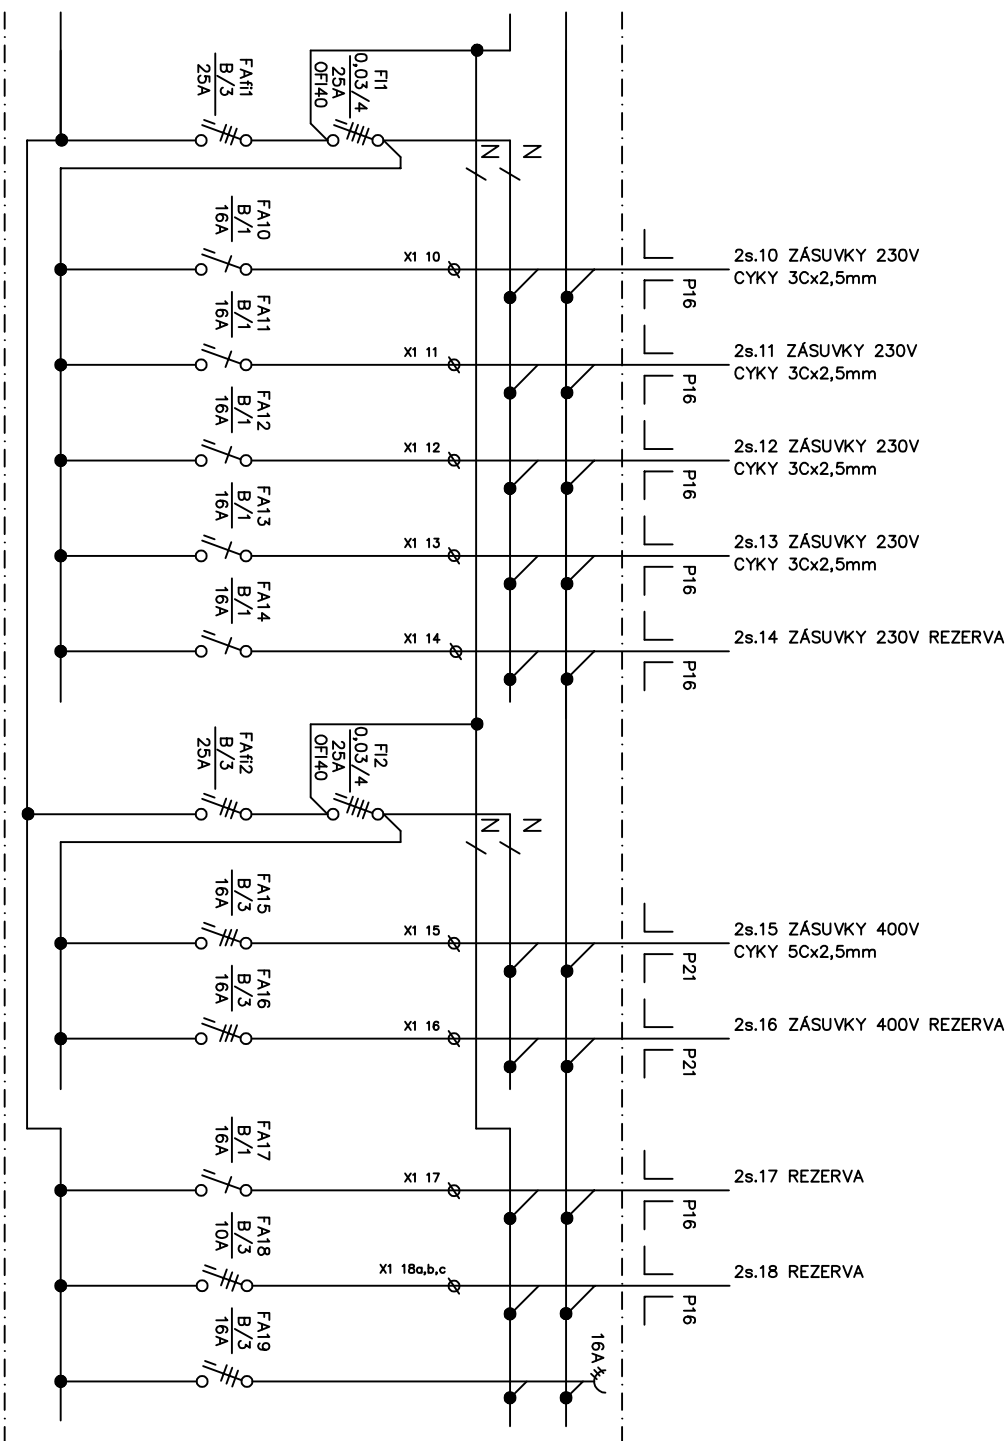 FAfi1
B/3
25A
FI1
0,03/4
25A
OFI40
N
N
FA10
B/1
16A
X1 10
P16
2s.10 ZÁSUVKY 230V
CYKY 3Cx2,5mm
FA11
B/1
16A
X1 11
P16
2s.11 ZÁSUVKY 230V
CYKY 3Cx2,5mm
FA12
B/1
16A
X1 12
P16
2s.12 ZÁSUVKY 230V
CYKY 3Cx2,5mm
FA13
B/1
16A
X1 13
P16
2s.13 ZÁSUVKY 230V
CYKY 3Cx2,5mm
FA14
B/1
16A
X1 14
P16
2s.14 ZÁSUVKY 230V REZERVA
FAfi2
B/3
25A
FI2
0,03/4
25A
OFI40
N
N
FA15
B/3
16A
X1 15
P21
2s.15 ZÁSUVKY 400V
CYKY 5Cx2,5mm
FA16
B/3
16A
X1 16
P21
2s.16 ZÁSUVKY 400V REZERVA
FA17
B/1
16A
X1 17
P16
2s.17 REZERVA
FA18
B/3
10A
X1 18a,b,c
P16
2s.18 REZERVA
FA19
B/3
16A
16A